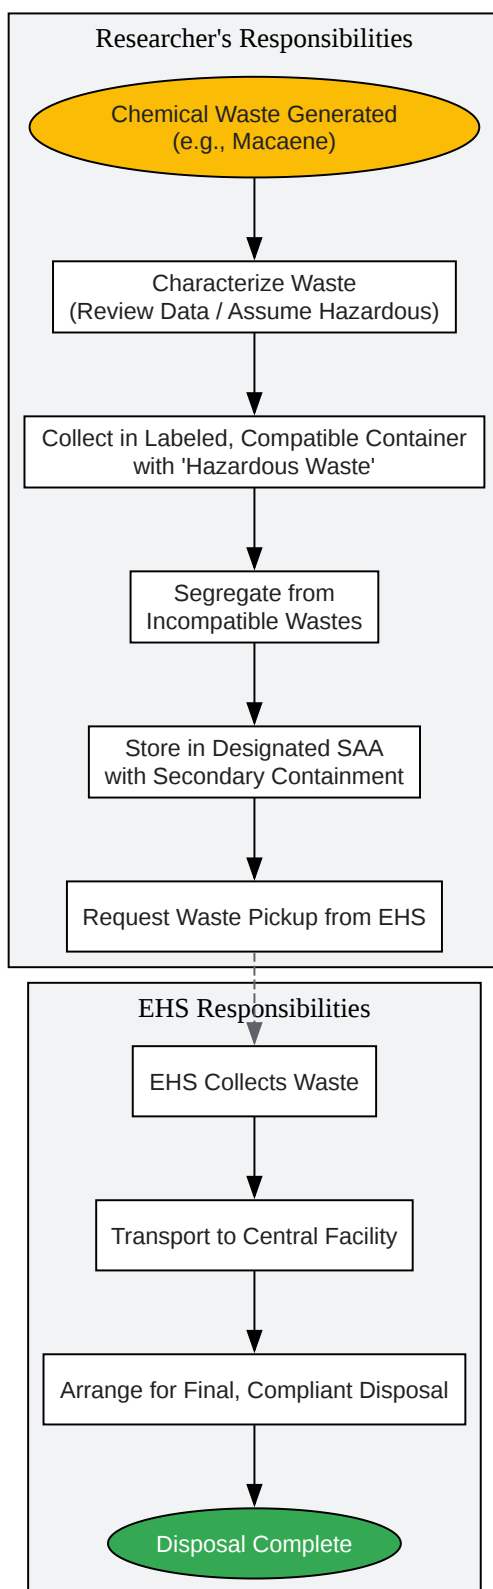 Researcher's Responsibilities
Chemical Waste Generated
(e.g., Macaene)
Characterize Waste
(Review Data / Assume Hazardous)
Collect in Labeled, Compatible Container
with 'Hazardous Waste'
Segregate from
Incompatible Wastes
Store in Designated SAA
with Secondary Containment
Request Waste Pickup from EHS
EHS Responsibilities
EHS Collects Waste
Transport to Central Facility
Arrange for Final, Compliant Disposal
Disposal Complete